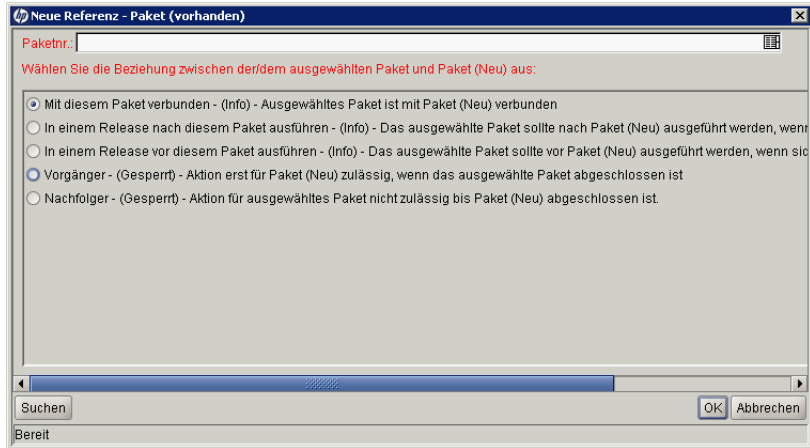 hp Neue Referenz - Paket (vorhanden)
Paketnr.:
Wählen Sie die Beziehung zwischen der/dem ausgewählten Paket und Paket (Neu) aus:
Mit diesem Paket verbunden - (Info) - Ausgewähltes Paket ist mit Paket (Neu) verbunden
In einem Release nach diesem Paket ausführen - (Info) - Das ausgewählte Paket sollte nach Paket (Neu) ausgeführt werden, wenn
In einem Release vor diesem Paket ausführen - (Info) - Das ausgewählte Paket sollte vor Paket (Neu) ausgeführt werden, wenn sic
Vorgänger - (Gesperrt) - Aktion erst für Paket (Neu) zulässig, wenn das ausgewählte Paket abgeschlossen ist
Nachfolger - (Gesperrt) - Aktion für ausgewähltes Paket nicht zulässig bis Paket (Neu) abgeschlossen ist.
Suchen OK Abbrechen
Bereit